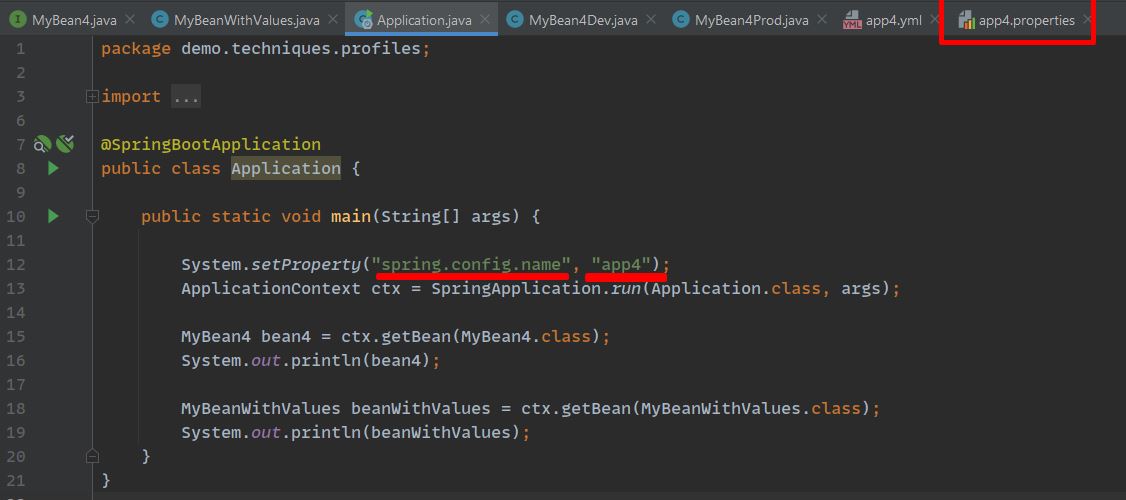 MyBean4.java MyBeanWithValues.java Application.java MyBean4Dev.java MyBean4Prod.java YML app4.yml app4.properties
1 package demo.techniques.profiles;
2
3 import ...
6
7 @SpringBootApplication
8 public class Application {
9
10 public static void main(String[] args) {
11
12 System.setProperty("spring.config.name", "app4");
13 ApplicationContext ctx = SpringApplication.run(Application.class, args);
14
15 MyBean4 bean4 = ctx.getBean(MyBean4.class);
16 System.out.println(bean4);
17
18 MyBeanWithValues beanWithValues = ctx.getBean(MyBeanWithValues.class);
19 System.out.println(beanWithValues);
20 }
21 }